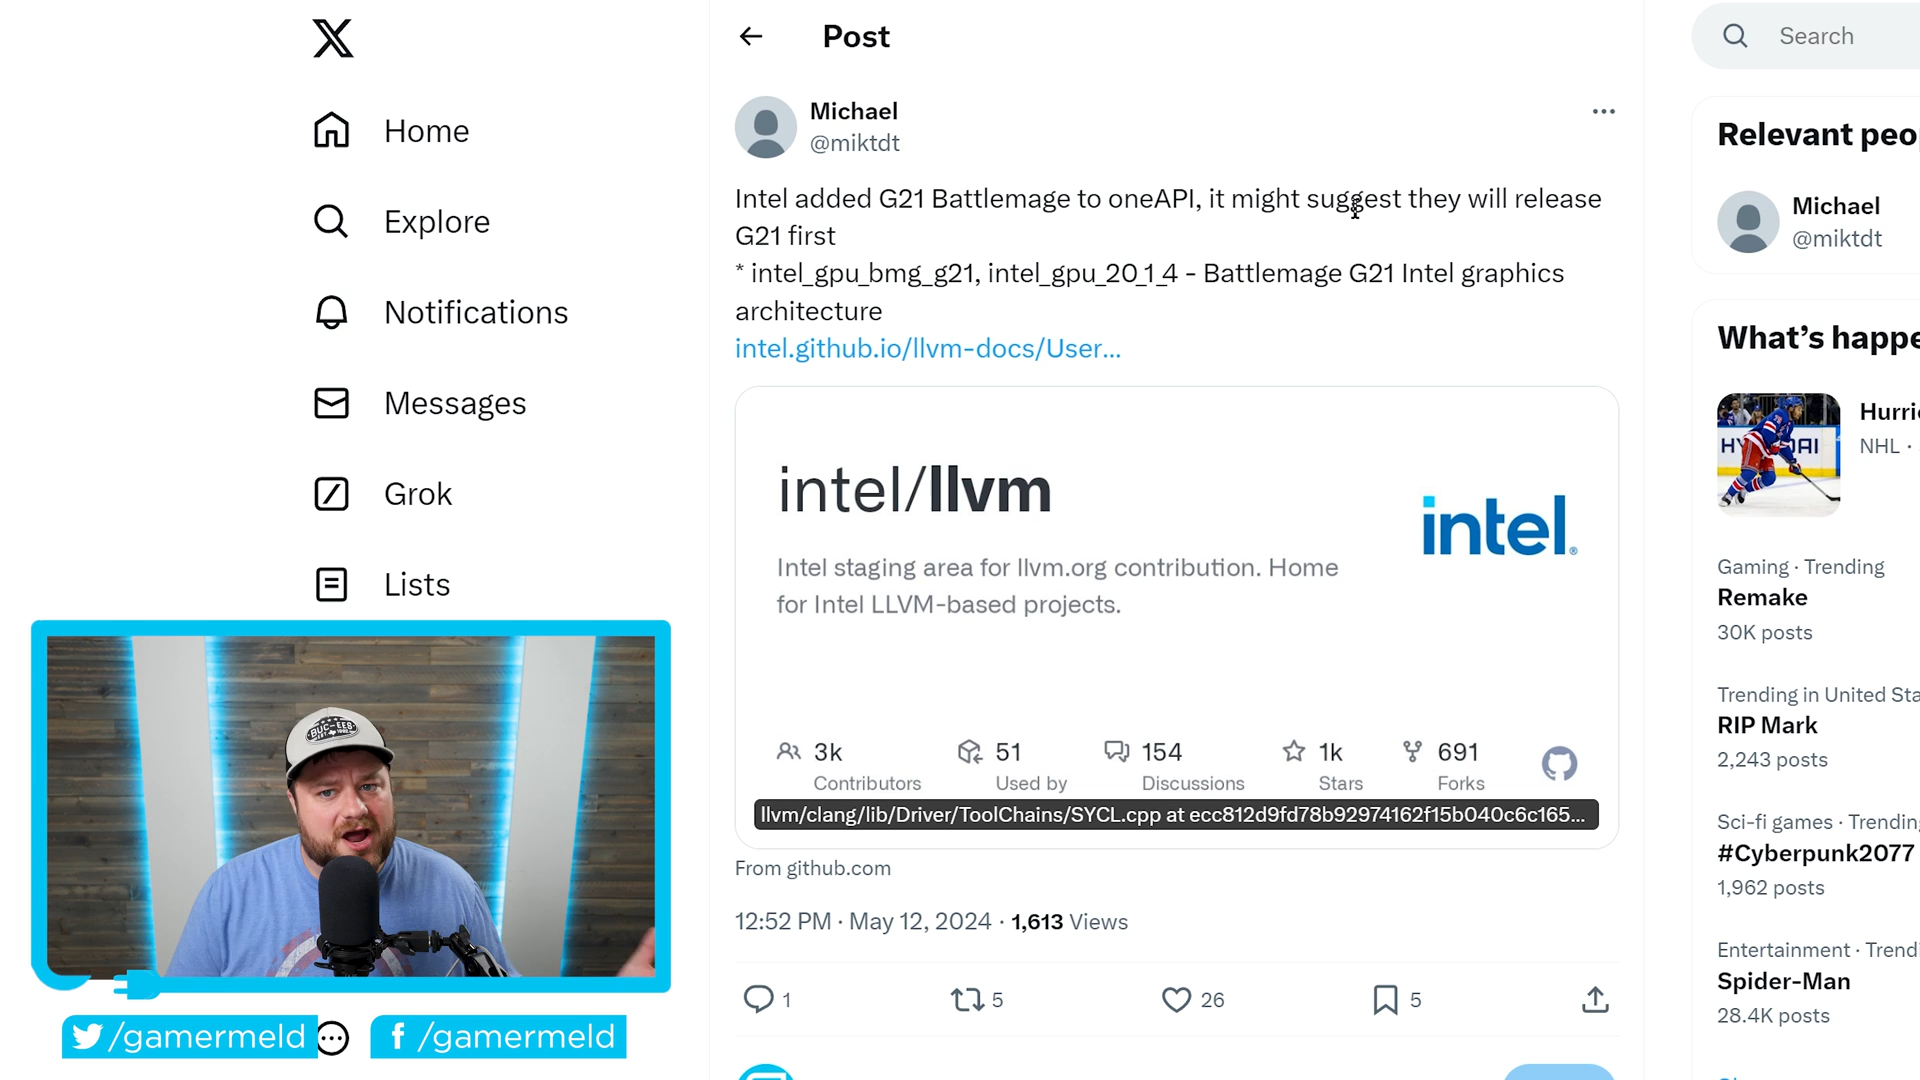 Home
Explore
Notifications
Messages
Grok
Lists
BUC-EE'S
/gamermeld
/gamermeld
Post
Michael
@miktdt
Intel added G21 Battlemage to oneAPI, it might suggest they will release
G21 first
* intel_gpu_bmg_g21, intel_gpu_20_1_4 - Battlemage G21 Intel graphics
architecture
intel.github.io/llvm-docs/User...
intel/llvm
intel
Intel staging area for llvm.org contribution. Home
for Intel LLVM-based projects.
3k
Contributors
51
Used by
154
Discussions
1k
Stars
691
Forks
llvm/clang/lib/Driver/ToolChains/SYCL.cpp at ecc812d9fd78b92974162f15b040c6c165...
From github.com
12:52 PM · May 12, 2024 · 1,613 Views
1
5
26
5
Search
Relevant peo
Michael
@miktdt
What's happe
Hurri
NHL ·
Gaming · Trending
Remake
30K posts
Trending in United Sta
RIP Mark
2,243 posts
Sci-fi games · Trending
#Cyberpunk2077
1,962 posts
Entertainment · Trendi
Spider-Man
28.4K posts